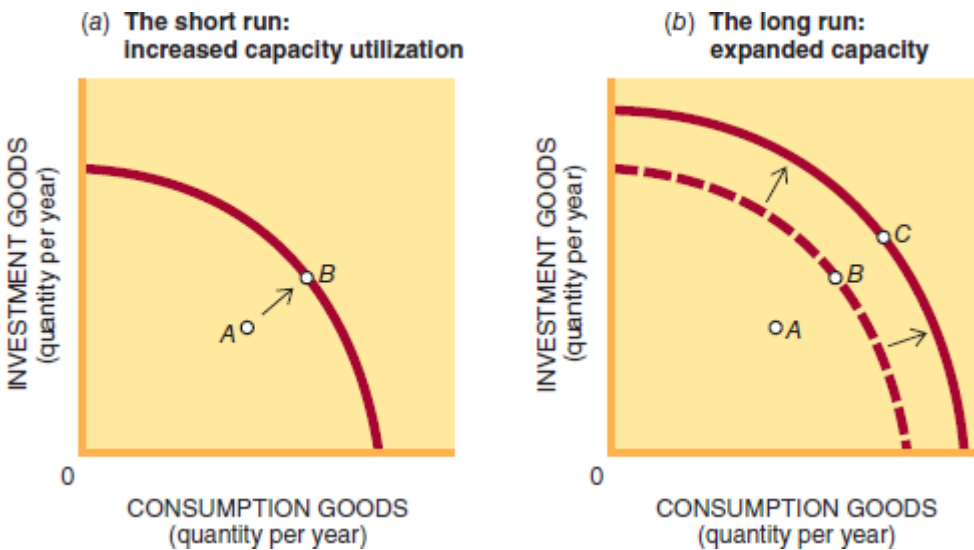 (a) The short run:
increased capacity utilization
INVESTMENT GOODS
(quantity per year)
A
B
0
CONSUMPTION GOODS
(quantity per year)
(b) The long run:
expanded capacity
INVESTMENT GOODS
(quantity per year)
C
B
A
0
CONSUMPTION GOODS
(quantity per year)